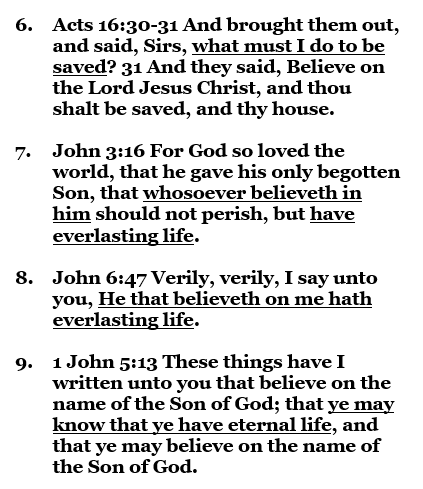 6. Acts 16:30-31 And brought them out,
and said, Sirs, what must I do to be
saved? 31 And they said, Believe on
the Lord Jesus Christ, and thou
shalt be saved, and thy house.
7. John 3:16 For God so loved the
world, that he gave his only begotten
Son, that whosoever believeth in
him should not perish, but have
everlasting life.
8. John 6:47 Verily, verily, I say unto
you, He that believeth on me hath
everlasting life.
9. 1 John 5:13 These things have I
written unto you that believe on the
name of the Son of God; that ye may
know that ye have eternal life, and
that ye may believe on the name of
the Son of God.